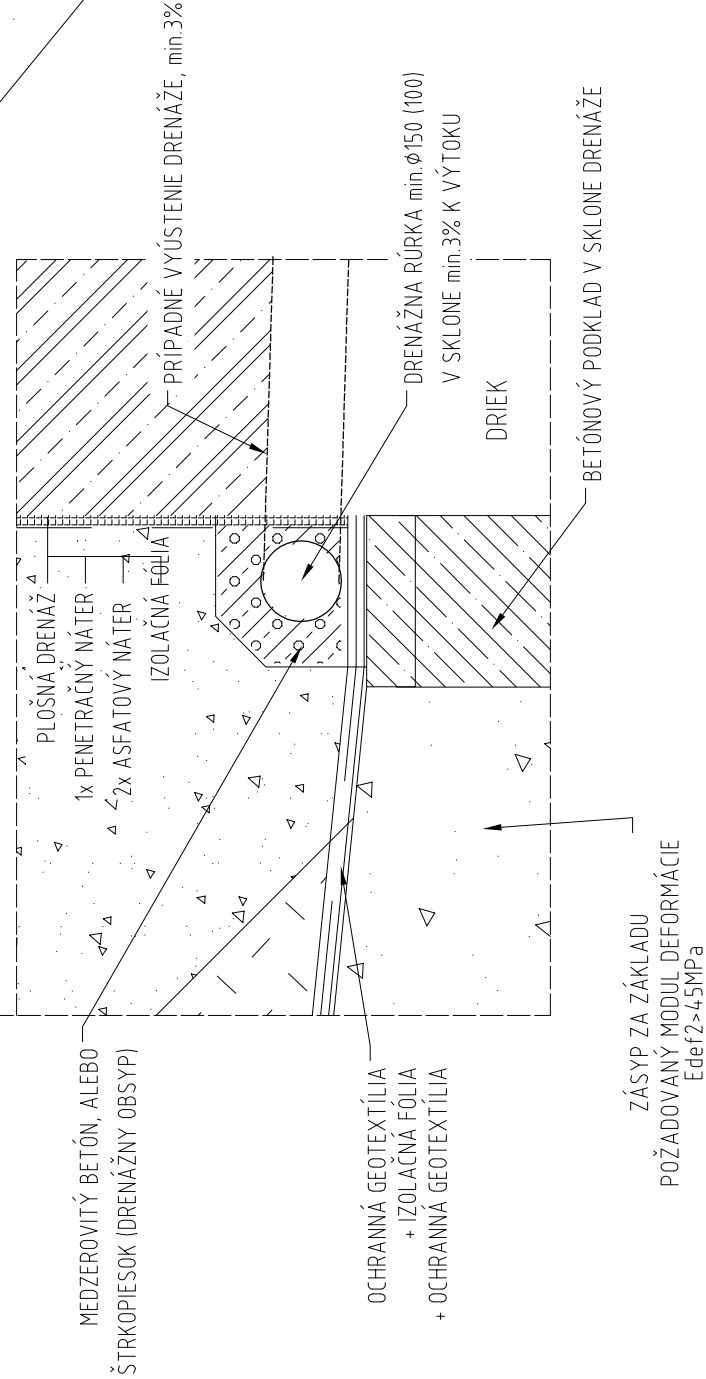 PRÍPADNÉ VYÚSTENIE DRENÁŽE, min.3%
DRENÁŽNA RÚRKA min.Φ150 (100)
V SKLONE min.3% K VÝTOKU
DRIEK
BETÓNOVÝ PODKLAD V SKLONE DRENÁŽE
PLOŠNÁ DRENÁŽ
1x PENETRAČNÝ NÁTER
2x ASFATOVÝ NÁTER
IZOLAČNÁ FÓLIA
MEDZEROVITÝ BETÓN, ALEBO
ŠTRKOPIESOK (DRENÁŽNY OBSYP)
OCHRANNÁ GEOTEXTÍLIA
+ IZOLAČNÁ FÓLIA
+ OCHRANNÁ GEOTEXTÍLIA
ZÁSYP ZA ZÁKLADU
POŽADOVANÝ MODUL DEFORMÁCIE
Edef2>45MPa